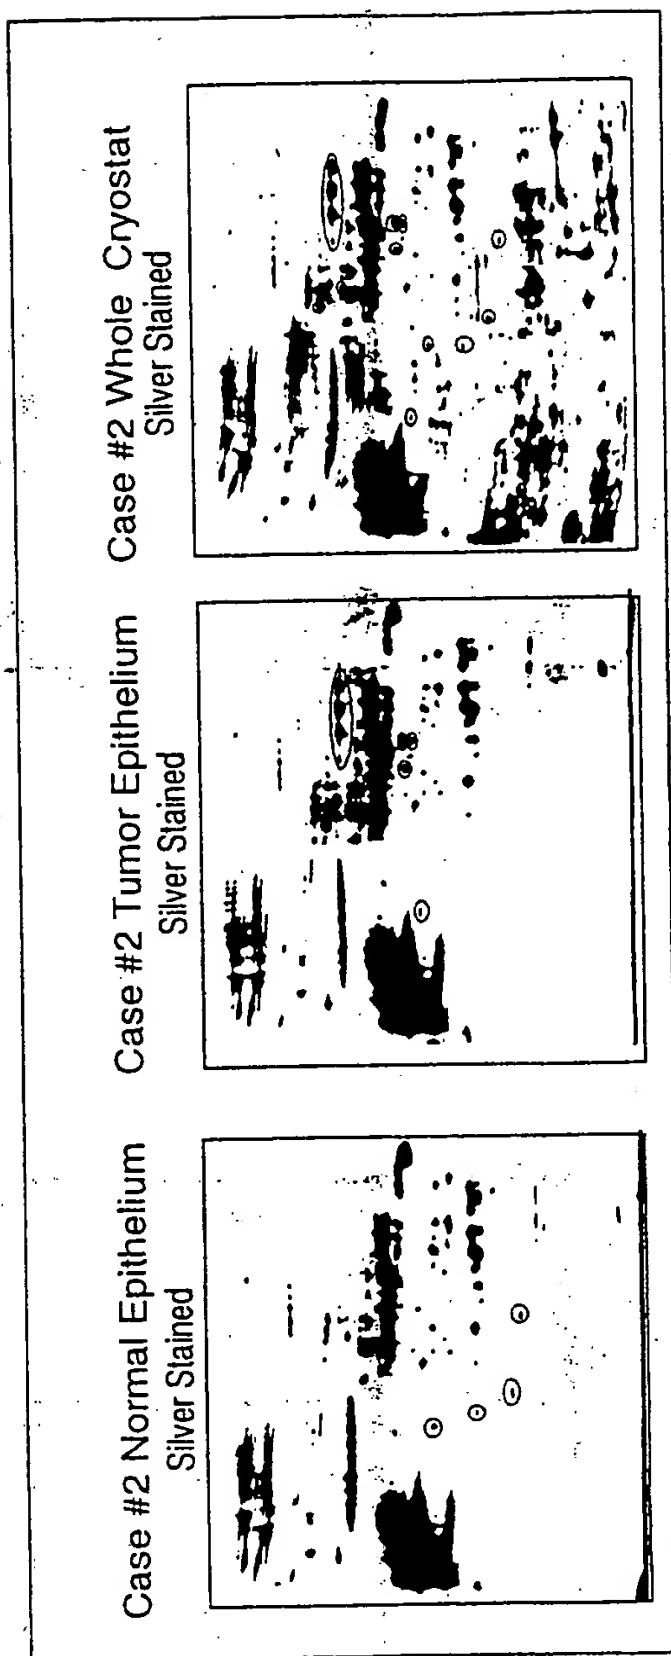 Case #2 Normal Epithelium
Silver Stained
Case #2 Tumor Epithelium
Silver Stained
Case #2 Whole Cryostat
Silver Stained